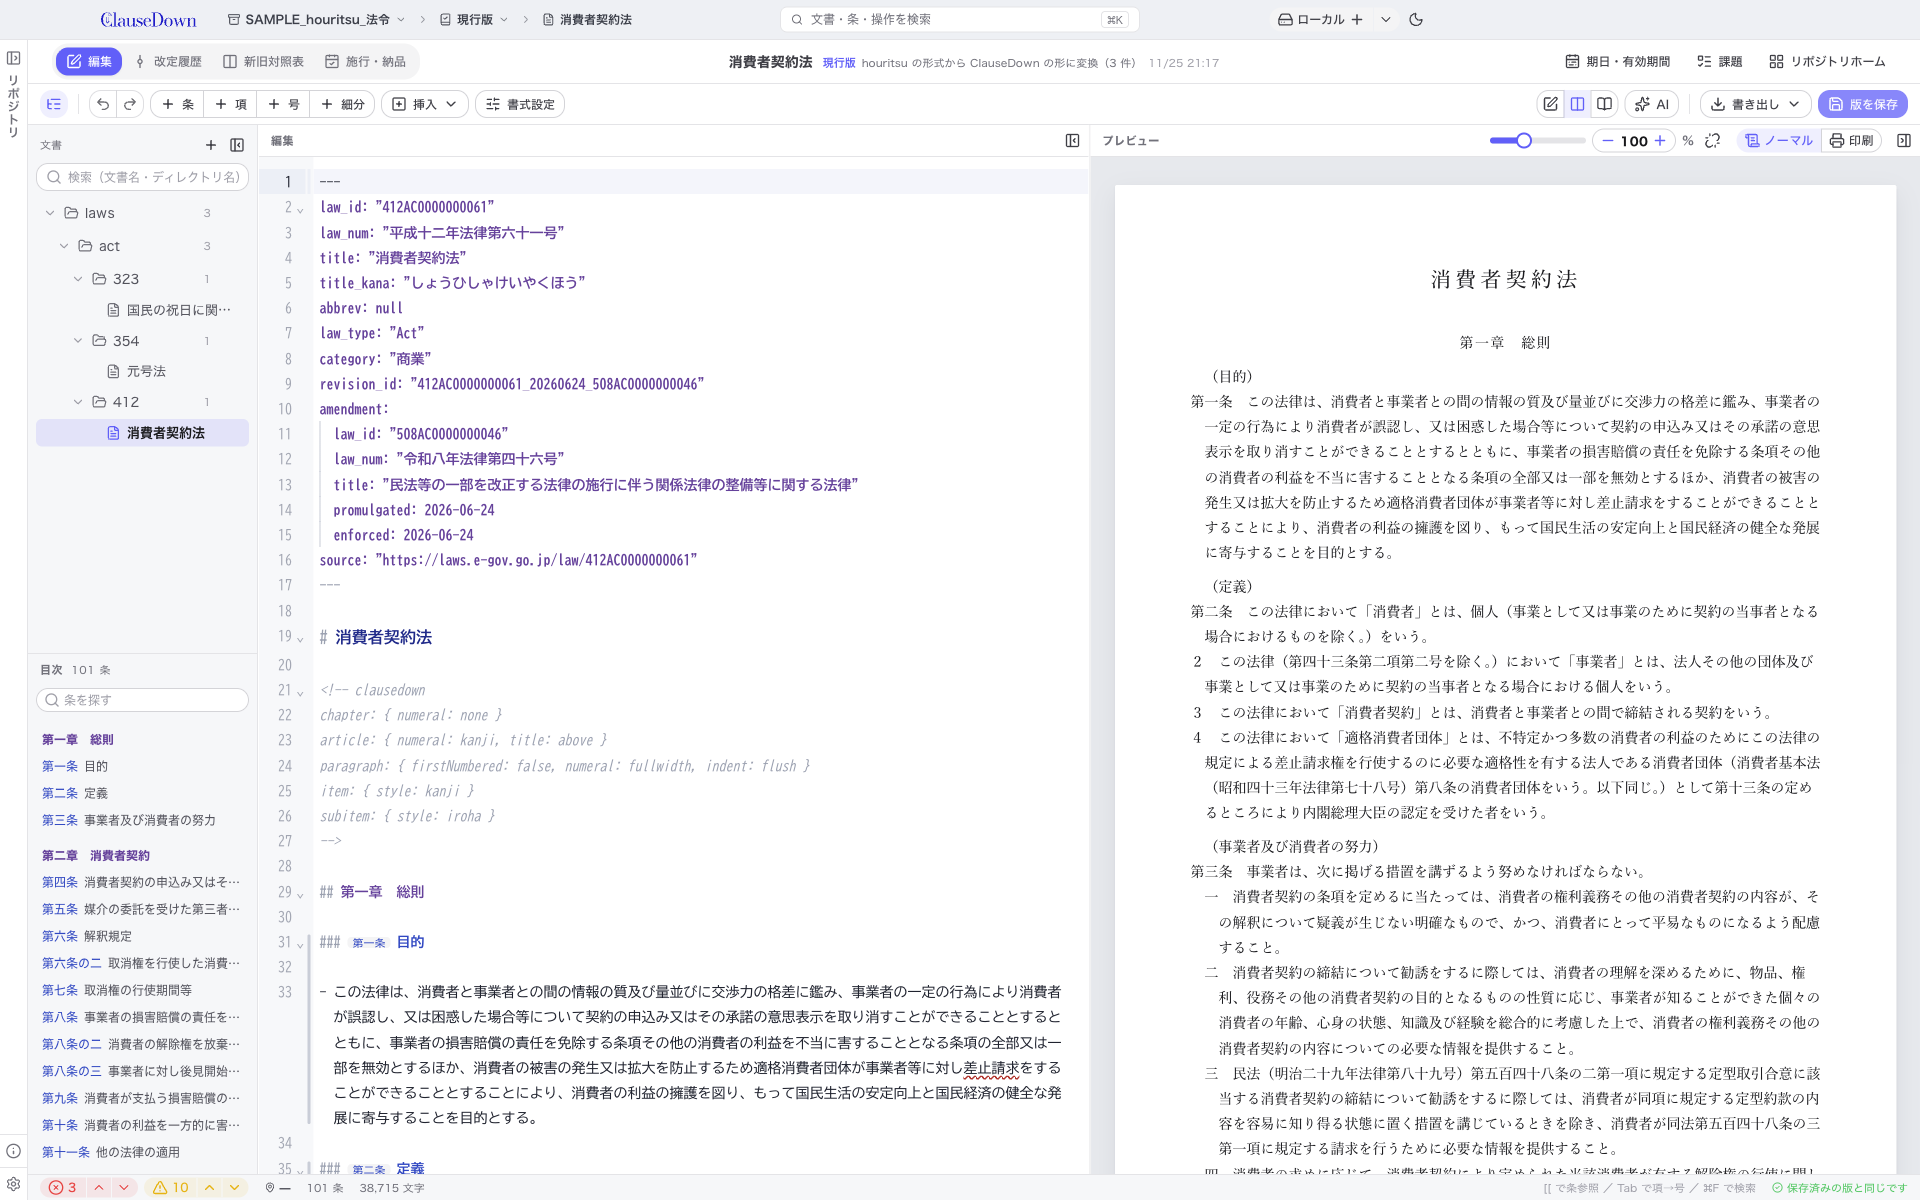 ClauseDown
SAMPLE_houritsu_法令
現行版
消費者契約法
文書・条・操作を検索
⌘K
ローカル
リポジトリ
編集
改定履歴
新旧対照表
施行・納品
消費者契約法 現行版 houritsu の形式から ClauseDown の形に変換（3 件） 11/25 21:17
期日・有効期間
課題
リポジトリホーム
+ 条
+ 項
+ 号
+ 細分
挿入
書式設定
AI
書き出し
版を保存
文書
検索（文書名・ディレクトリ名）
laws 3
act 3
323 1
国民の祝日に関…
354 1
元号法
412 1
消費者契約法
目次 101 条
条を探す
第一章 総則
第一条 目的
第二条 定義
第三条 事業者及び消費者の努力
第二章 消費者契約
第四条 消費者契約の申込み又はそ…
第五条 媒介の委託を受けた第三者…
第六条 解釈規定
第六条の二 取消権を行使した消費…
第七条 取消権の行使期間等
第八条 事業者の損害賠償の責任を…
第八条の二 消費者の解除権を放棄…
第八条の三 事業者に対し後見開始…
第九条 消費者が支払う損害賠償の…
第十条 消費者の利益を一方的に害…
第十一条 他の法律の適用
編集
1 ---
2 law_id: "412AC0000000061"
3 law_num: "平成十二年法律第六十一号"
4 title: "消費者契約法"
5 title_kana: "しょうひしゃけいやくほう"
6 abbrev: null
7 law_type: "Act"
8 category: "商業"
9 revision_id: "412AC0000000061_20260624_508AC0000000046"
10 amendment:
11 law_id: "508AC0000000046"
12 law_num: "令和八年法律第四十六号"
13 title: "民法等の一部を改正する法律の施行に伴う関係法律の整備等に関する法律"
14 promulgated: 2026-06-24
15 enforced: 2026-06-24
16 source: "https://laws.e-gov.go.jp/law/412AC0000000061"
17 ---
18
19 # 消費者契約法
20
21 <!-- clausedown
22 chapter: { numeral: none }
23 article: { numeral: kanji, title: above }
24 paragraph: { firstNumbered: false, numeral: fullwidth, indent: flush }
25 item: { style: kanji }
26 subitem: { style: iroha }
27 -->
28
29 ## 第一章 総則
30
31 ### 第一条 目的
32
33 - この法律は、消費者と事業者との間の情報の質及び量並びに交渉力の格差に鑑み、事業者の一定の行為により消費者
が誤認し、又は困惑した場合等について契約の申込み又はその承諾の意思表示を取り消すことができることとすると
ともに、事業者の損害賠償の責任を免除する条項その他の消費者の利益を不当に害することとなる条項の全部又は一
部を無効とするほか、消費者の被害の発生又は拡大を防止するため適格消費者団体が事業者等に対し差止請求をする
ことができることとすることにより、消費者の利益の擁護を図り、もって国民生活の安定向上と国民経済の健全な発
展に寄与することを目的とする。
34
35 ### 第二条 定義
プレビュー
100
%
ノーマル
印刷
消費者契約法
第一章 総則
（目的）
第一条 この法律は、消費者と事業者との間の情報の質及び量並びに交渉力の格差に鑑み、事業者の
一定の行為により消費者が誤認し、又は困惑した場合等について契約の申込み又はその承諾の意思
表示を取り消すことができることとするとともに、事業者の損害賠償の責任を免除する条項その他
の消費者の利益を不当に害することとなる条項の全部又は一部を無効とするほか、消費者の被害の
発生又は拡大を防止するため適格消費者団体が事業者等に対し差止請求をすることができることと
することにより、消費者の利益の擁護を図り、もって国民生活の安定向上と国民経済の健全な発展
に寄与することを目的とする。
（定義）
第二条 この法律において「消費者」とは、個人（事業として又は事業のために契約の当事者となる
場合におけるものを除く。）をいう。
２ この法律（第四十三条第二項第二号を除く。）において「事業者」とは、法人その他の団体及び
事業として又は事業のために契約の当事者となる場合における個人をいう。
３ この法律において「消費者契約」とは、消費者と事業者との間で締結される契約をいう。
４ この法律において「適格消費者団体」とは、不特定かつ多数の消費者の利益のためにこの法律の
規定による差止請求権を行使するのに必要な適格性を有する法人である消費者団体（消費者基本法
（昭和四十三年法律第七十八号）第八条の消費者団体をいう。以下同じ。）として第十三条の定め
るところにより内閣総理大臣の認定を受けた者をいう。
（事業者及び消費者の努力）
第三条 事業者は、次に掲げる措置を講ずるよう努めなければならない。
一 消費者契約の条項を定めるに当たっては、消費者の権利義務その他の消費者契約の内容が、そ
の解釈について疑義が生じない明確なもので、かつ、消費者にとって平易なものになるよう配慮
すること。
二 消費者契約の締結について勧誘をするに際しては、消費者の理解を深めるために、物品、権
利、役務その他の消費者契約の目的となるものの性質に応じ、事業者が知ることができた個々の
消費者の年齢、心身の状態、知識及び経験を総合的に考慮した上で、消費者の権利義務その他の
消費者契約の内容についての必要な情報を提供すること。
三 民法（明治二十九年法律第八十九号）第五百四十八条の二第一項に規定する定型取引合意に該
当する消費者契約の締結について勧誘をするに際しては、消費者が同項に規定する定型約款の内
容を容易に知り得る状態に置く措置を講じているときを除き、消費者が同法第五百四十八条の三
第一項に規定する請求を行うために必要な情報を提供すること。
四 消費者の求めに応じて、消費者契約により定められた当該消費者が有する解除権の行使に関し
3
10
—
101 条
38,715 文字
[[ で条参照 ／ Tab で項→号 ／ ⌘F で検索
保存済みの版と同じです